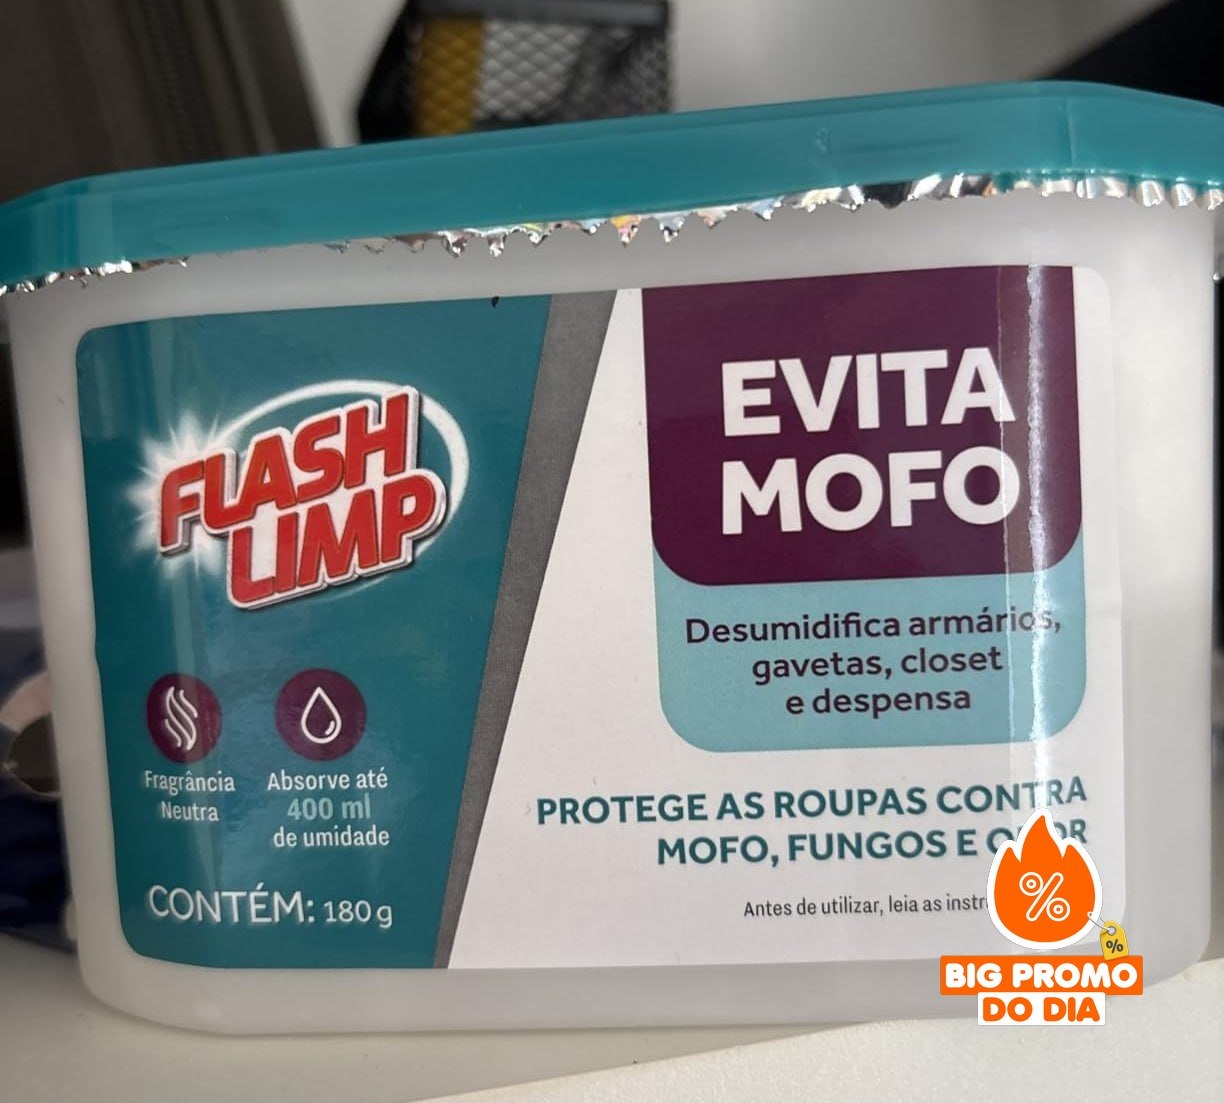 FLASH
LIMP
EVITA
MOFO
Desumidifica armários,
gavetas, closet
e despensa
Fragrância
Neutra
Absorve até
400 ml
de umidade
CONTÉM: 180 g
PROTEGE AS ROUPAS CONTRA
MOFO, FUNGOS E
Antes de utilizar, leia as
%
%
BIG PROMO
DO DIA